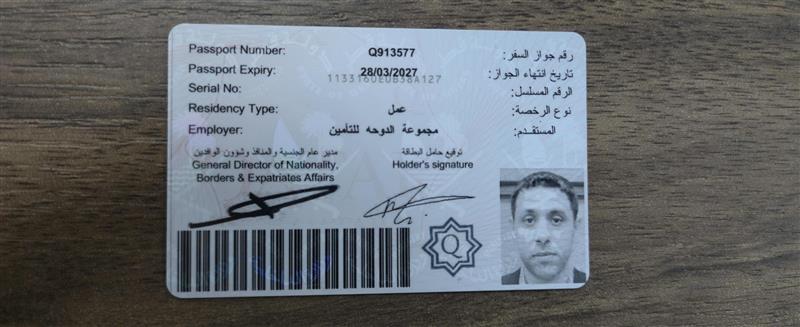 Passport Number: Q913577 رقم جواز السفر:
Passport Expiry: 28/03/2027 تاريخ انتهاء الجواز:
Serial No: الرقم المسلسل:
Residency Type: عمل نوع الرخصة:
Employer: مجموعة الدوحه للتأمين المستقدم:
مدير عام الجنسية والمنافذ وشؤون الوافدين توقيع حامل البطاقة
General Director of Nationality, Holder's signature
Borders & Expatriates Affairs
Q